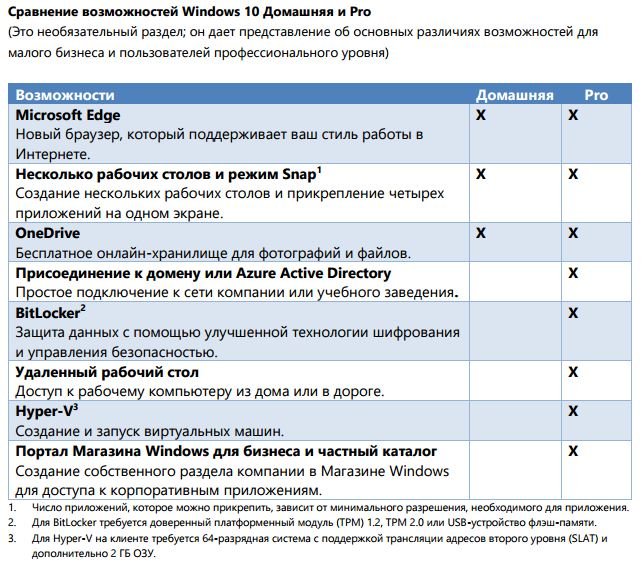 Сравнение возможностей Windows 10 Домашняя и Pro
(Это необязательный раздел; он дает представление об основных различиях возможностей для
малого бизнеса и пользователей профессионального уровня)
Возможности Домашняя Pro
Microsoft Edge X X
Новый браузер, который поддерживает ваш стиль работы в
Интернете.
Несколько рабочих столов и режим Snap1 X X
Создание нескольких рабочих столов и прикрепление четырех
приложений на одном экране.
OneDrive X X
Бесплатное онлайн-хранилище для фотографий и файлов.
Присоединение к домену или Azure Active Directory X
Простое подключение к сети компании или учебного заведения.
BitLocker2 X
Защита данных с помощью улучшенной технологии шифрования
и управления безопасностью.
Удаленный рабочий стол X
Доступ к рабочему компьютеру из дома или в дороге.
Hyper-V3 X
Создание и запуск виртуальных машин.
Портал Магазина Windows для бизнеса и частный каталог X
Создание собственного раздела компании в Магазине Windows
для доступа к корпоративным приложениям.
1. Число приложений, которое можно прикрепить, зависит от минимального разрешения, необходимого для приложения.
2. Для BitLocker требуется доверенный платформенный модуль (TPM) 1.2, TPM 2.0 или USB-устройство флэш-памяти.
3. Для Hyper-V на клиенте требуется 64-разрядная система с поддержкой трансляции адресов второго уровня (SLAT) и
дополнительно 2 ГБ ОЗУ.